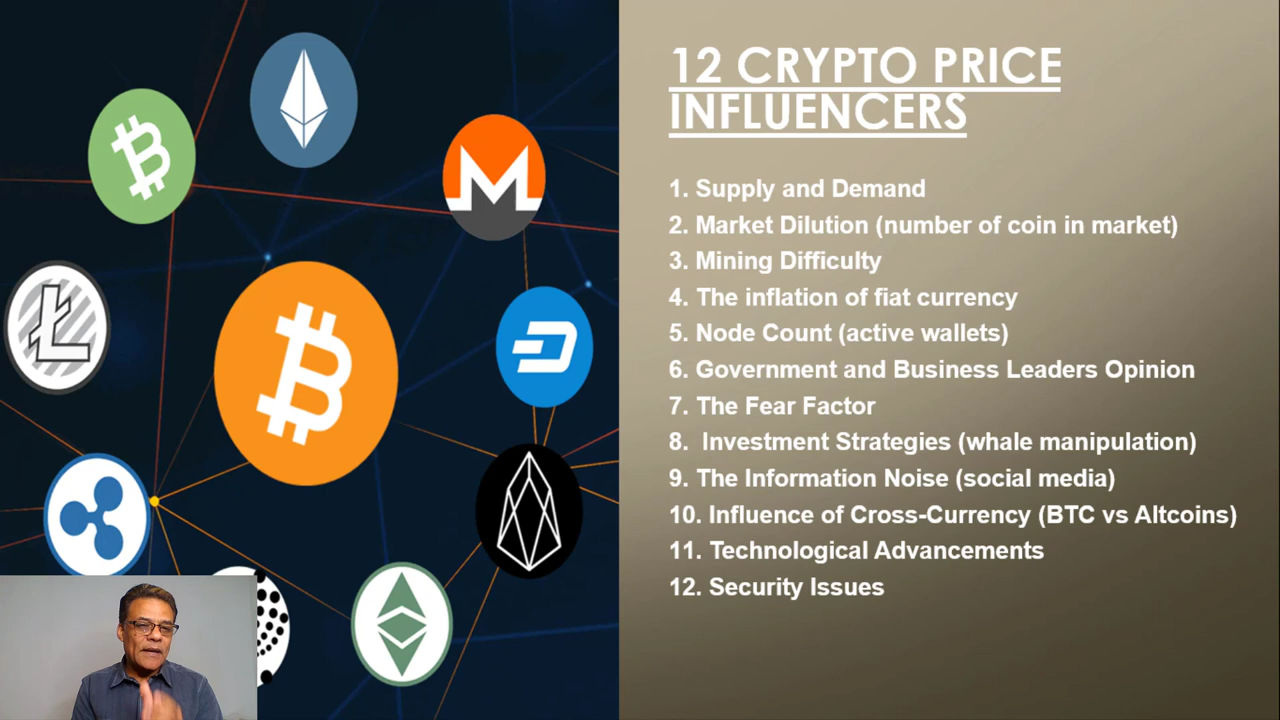 12 CRYPTO PRICE
INFLUENCERS
1. Supply and Demand
2. Market Dilution (number of coin in market)
3. Mining Difficulty
4. The inflation of fiat currency
5. Node Count (active wallets)
6. Government and Business Leaders Opinion
7. The Fear Factor
8.  Investment Strategies (whale manipulation)
9. The Information Noise (social media)
10. Influence of Cross-Currency (BTC vs Altcoins)
11. Technological Advancements
12. Security Issues